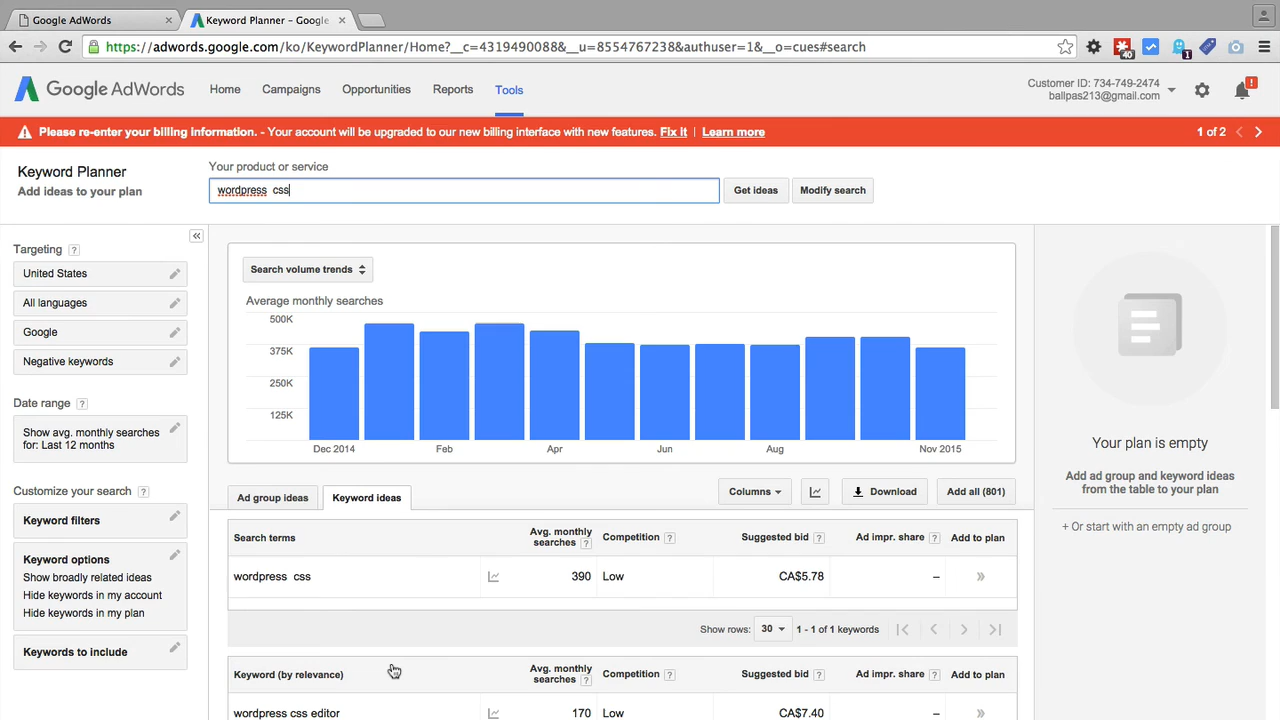 Google AdWords
Keyword Planner – Google
https://adwords.google.com/ko/KeywordPlanner/Home?__c=4319490088&__u=8554767238&authuser=1&__o=cues#search
40
1
Google AdWords
Home
Campaigns
Opportunities
Reports
Tools
Customer ID: 734-749-2474
ballpas213@gmail.com
!
Please re-enter your billing information. - Your account will be upgraded to our new billing interface with new features. Fix it | Learn more
1 of 2
Keyword Planner
Add ideas to your plan
Your product or service
wordpress css
Get ideas
Modify search
«
Targeting ?
United States
All languages
Google
Negative keywords
Date range ?
Show avg. monthly searches
for: Last 12 months
Customize your search ?
Keyword filters
Keyword options
Show broadly related ideas
Hide keywords in my account
Hide keywords in my plan
Keywords to include
Search volume trends
Average monthly searches
500K
375K
250K
125K
Dec 2014
Feb
Apr
Jun
Aug
Nov 2015
Ad group ideas
Keyword ideas
Columns
Download
Add all (801)
Search terms
Avg. monthly
searches ?
Competition ?
Suggested bid ?
Ad impr. share ?
Add to plan
wordpress css
390
Low
CA$5.78
–
»
Show rows: 30
1 - 1 of 1 keywords
Keyword (by relevance)
Avg. monthly
searches ?
Competition ?
Suggested bid ?
Ad impr. share ?
Add to plan
wordpress css editor
170
Low
CA$7.40
–
»
Your plan is empty
Add ad group and keyword ideas
from the table to your plan
+ Or start with an empty ad group